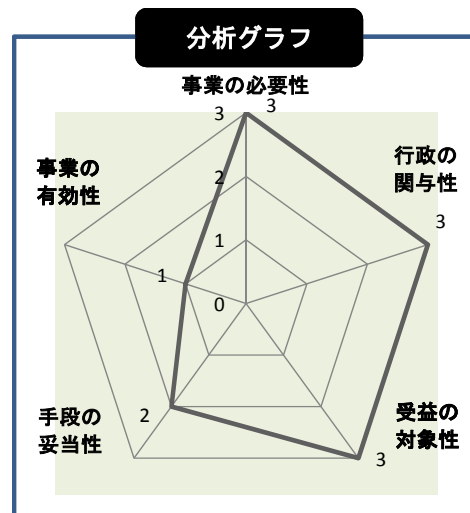 分析グラフ
事業の必要性
3
3
行政の
関与性
3
事業の
有効性
2
1
1
0
手段の
妥当性
2
受益の
対象性
3